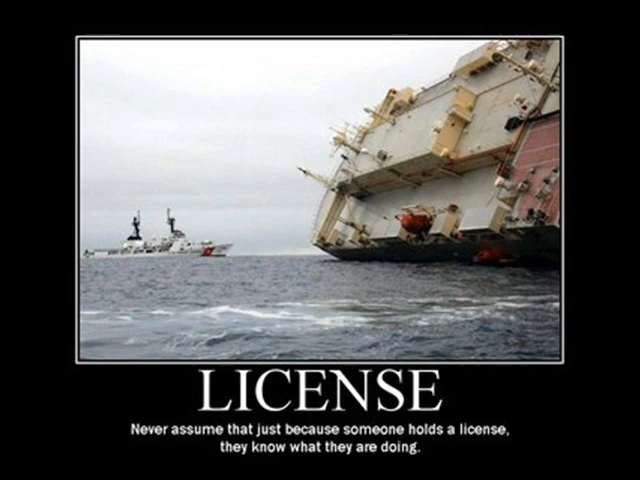 LICENSE
Never assume that just because someone holds a license,
they know what they are doing.